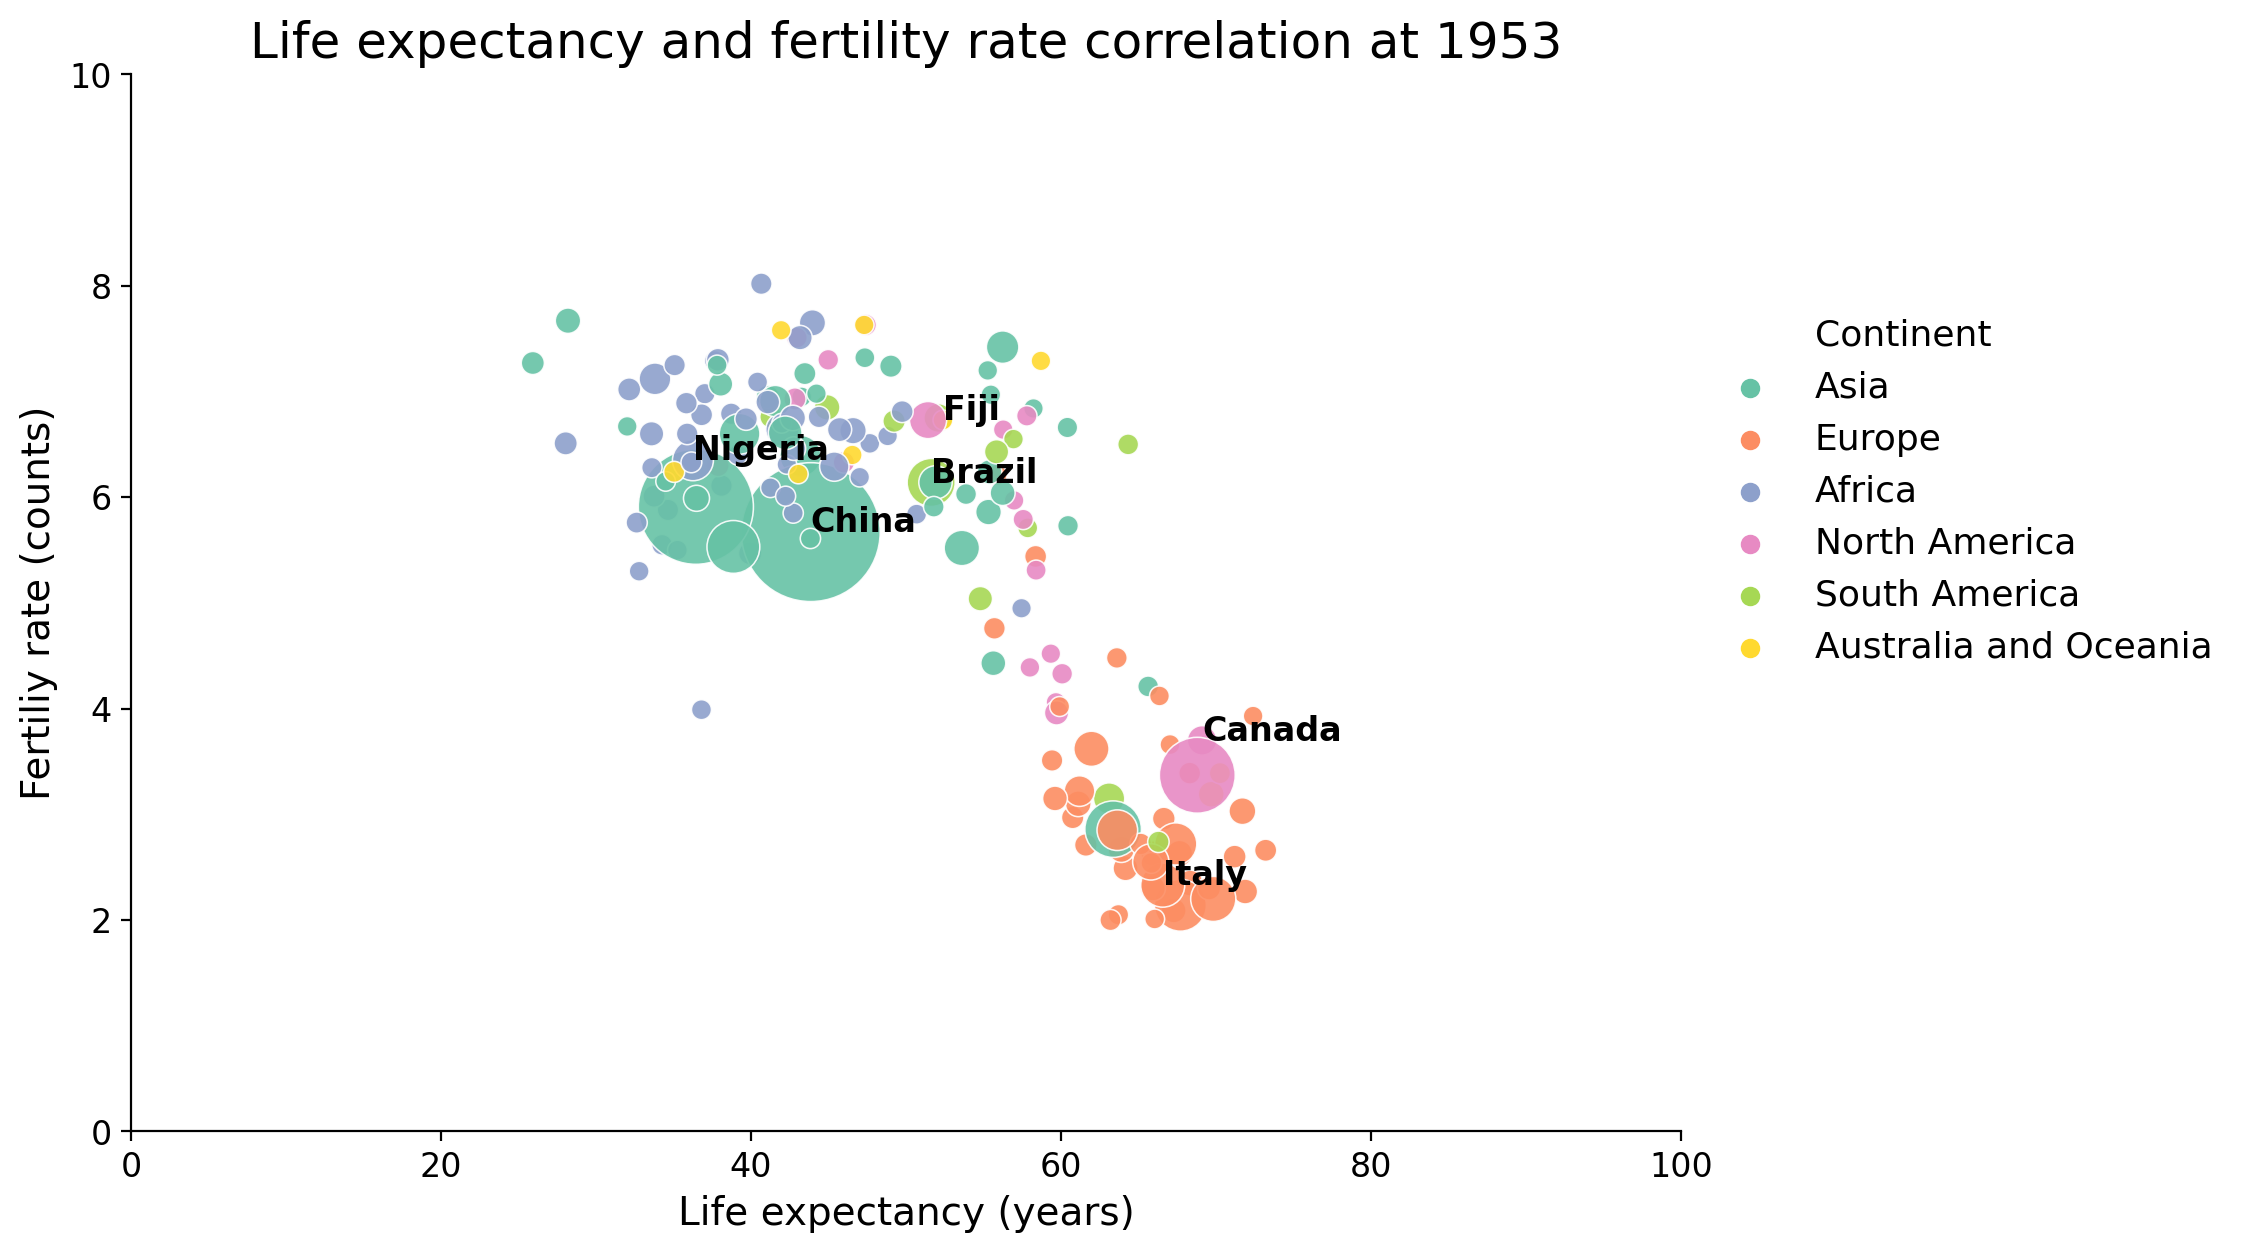 Life expectancy and fertility rate correlation at 1953
10
8
6
4
2
0
Fertiliy rate (counts)
Fiji
Nigeria
Brazil
China
Canada
Italy
0 20 40 60 80 100
Life expectancy (years)
Continent
Asia
Europe
Africa
North America
South America
Australia and Oceania